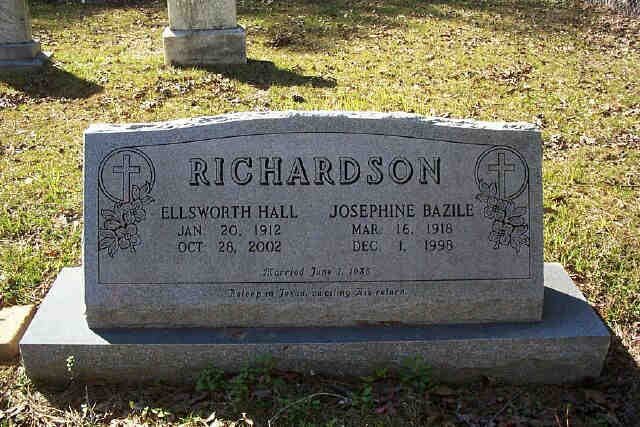 RICHARDSON
ELLSWORTH HALL
JAN. 20, 1912
OCT 28, 2002
JOSEPHINE BAZILE
MAR. 16, 1918
DEC. 1, 1998
Married June 1, 1938
Asleep in Jesus, awaiting His return.